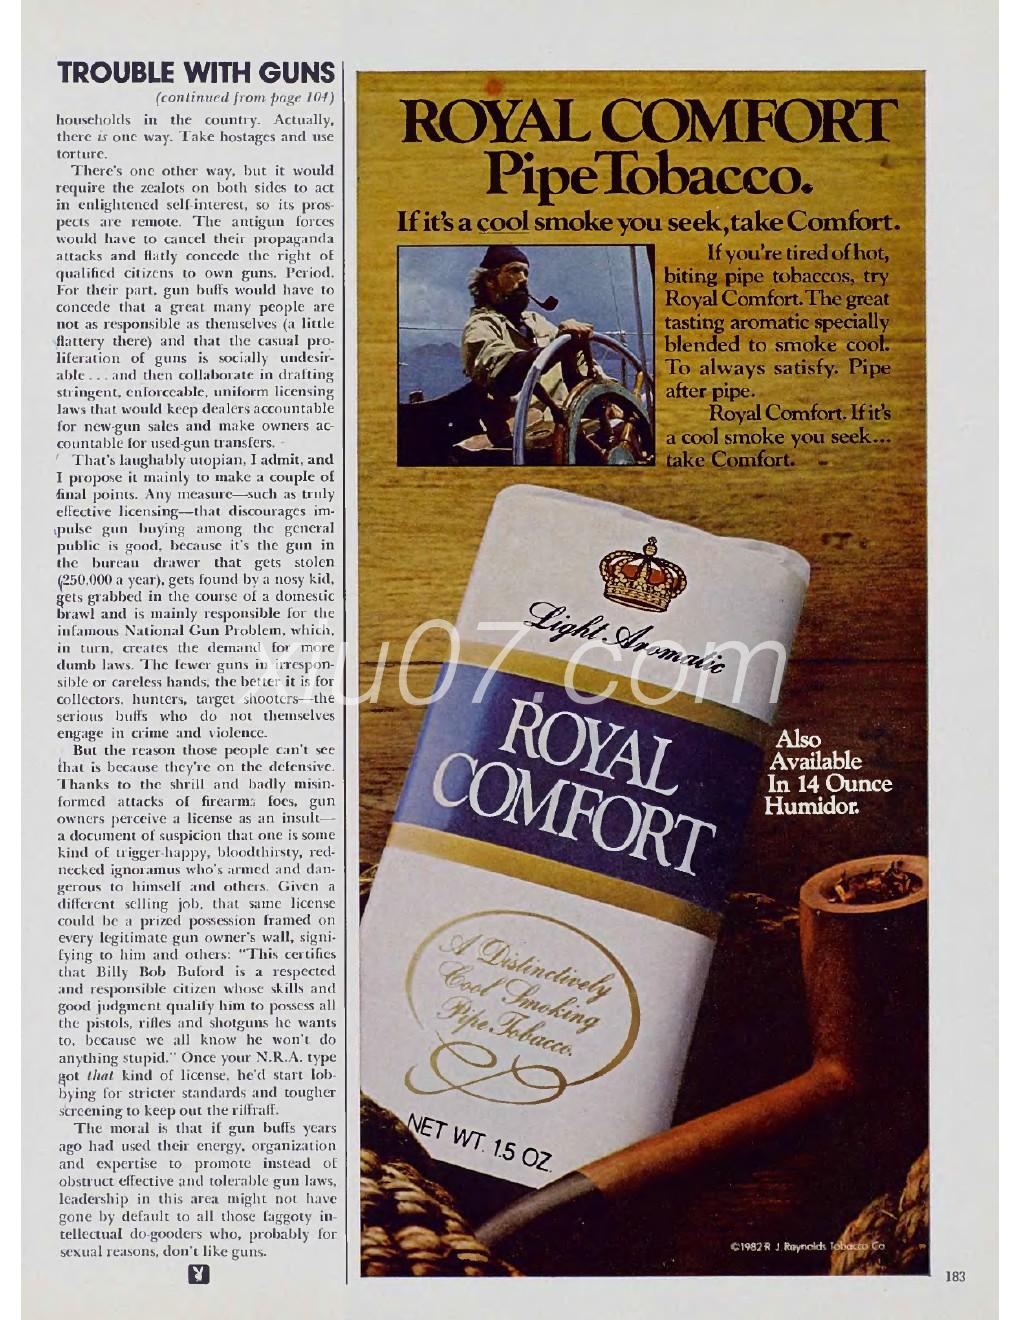 TROUBLE WITH GUNS
(continued from page 104)
households in the country. Actually,
there is one way. Take hostages and use
torture.
There's one other way, but it would
require the zealots on both sides to act
in enlightened self-interest, so its pros-
pects are remote. The antigun forces
would have to cancel their propaganda
attacks and flatly concede the right of
qualified citizens to own guns. Period.
For their part, gun buffs would have to
concede that a great many people are
not as responsible as themselves (a little
flattery there) and that the casual pro-
liferation of guns is socially undesir-
able . . . and then collaborate in drafting
stringent, enforceable, uniform licensing
laws that would keep dealers accountable
for new-gun sales and make owners ac-
countable for used-gun transfers.
That's laughably utopian, I admit, and
I propose it mainly to make a couple of
final points. Any measure—such as truly
effective licensing—that discourages im-
pulse gun buying among the general
public is good, because it's the gun in
the bureau drawer that gets stolen
(250,000 a year), gets found by a nosy kid,
gets grabbed in the course of a domestic
brawl and is mainly responsible for the
infamous National Gun Problem, which,
in turn, creates the demand for more
dumb laws. The fewer guns in irrespon-
sible or careless hands, the better it is for
collectors, hunters, target shooters—the
serious buffs who do not themselves
engage in crime and violence.
But the reason those people can't see
that is because they're on the defensive.
Thanks to the shrill and badly misin-
formed attacks of firearms foes, gun
owners perceive a license as an insult—
a document of suspicion that one is some
kind of trigger-happy, bloodthirsty, red-
necked ignoramus who's armed and dan-
gerous to himself and others. Given a
different selling job, that same license
could be a prized possession framed on
every legitimate gun owner's wall, signi-
fying to him and others: "This certifies
that Billy Bob Buford is a respected
and responsible citizen whose skills and
good judgment qualify him to possess all
the pistols, rifles and shotguns he wants
to, because we all know he won't do
anything stupid." Once your N.R.A. type
got that kind of license, he'd start lob-
bying for stricter standards and tougher
screening to keep out the riffraff.
The moral is that if gun buffs years
ago had used their energy, organization
and expertise to promote instead of
obstruct effective and tolerable gun laws,
leadership in this area might not have
gone by default to all those faggoty in-
tellectual do-gooders who, probably for
sexual reasons, don't like guns.
ROYAL COMFORT
Pipe Tobacco.
If it's a cool smoke you seek, take Comfort.
If you're tired of hot,
biting pipe tobaccos, try
Royal Comfort. The great
tasting aromatic specially
blended to smoke cool.
To always satisfy. Pipe
after pipe.
Royal Comfort. If it's
a cool smoke you seek...
take Comfort.
Light Aromatic
ROYAL
COMFORT
A Distinctively
Cool Smoking
Pipe Tobacco.
NET WT. 1.5 OZ.
Also
Available
In 14 Ounce
Humidor.
©1982 R. J. Reynolds Tobacco Co.
183
xiu07.com